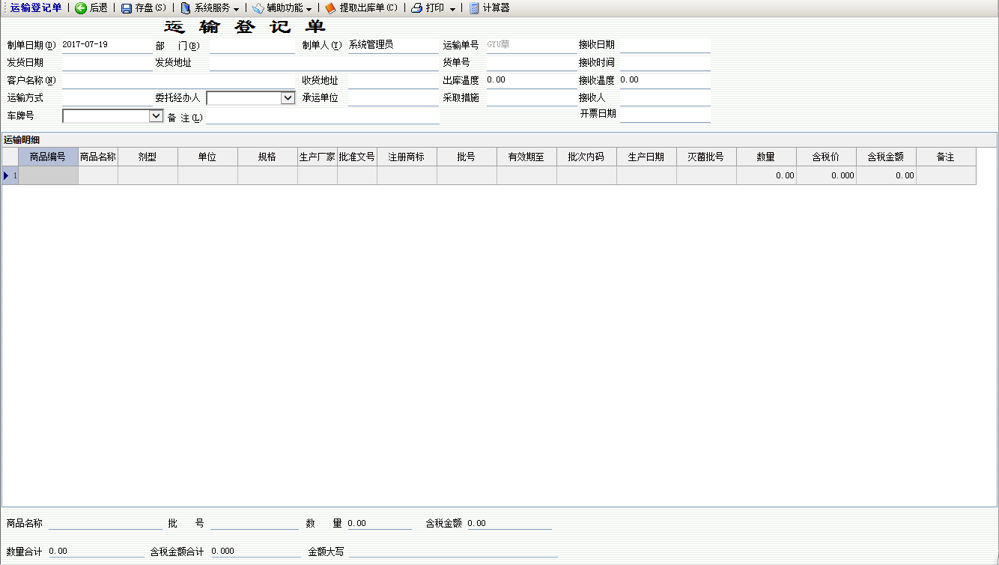 运输登记单 后退 存盘(S) 系统服务 辅助功能 提取出库单(C) 打印 计算器
运 输 登 记 单
制单日期(D) 2017-07-19 部 门(B) 制单人(Y) 系统管理员 运输单号 GYU草 接收日期
发货日期 发货地址 货单号 接收时间
客户名称(N) 收货地址 出库温度 0.00 接收温度 0.00
运输方式 委托经办人 承运单位 采取措施 接收人
车牌号 备 注(L) 开票日期
运输明细
商品编号 商品名称 剂型 单位 规格 生产厂家 批准文号 注册商标 批号 有效期至 批次内码 生产日期 灭菌批号 数量 含税价 含税金额 备注
1 0.00 0.000 0.00
商品名称 批 号 数 量 0.00 含税金额 0.00
数量合计 0.00 含税金额合计 0.000 金额大写